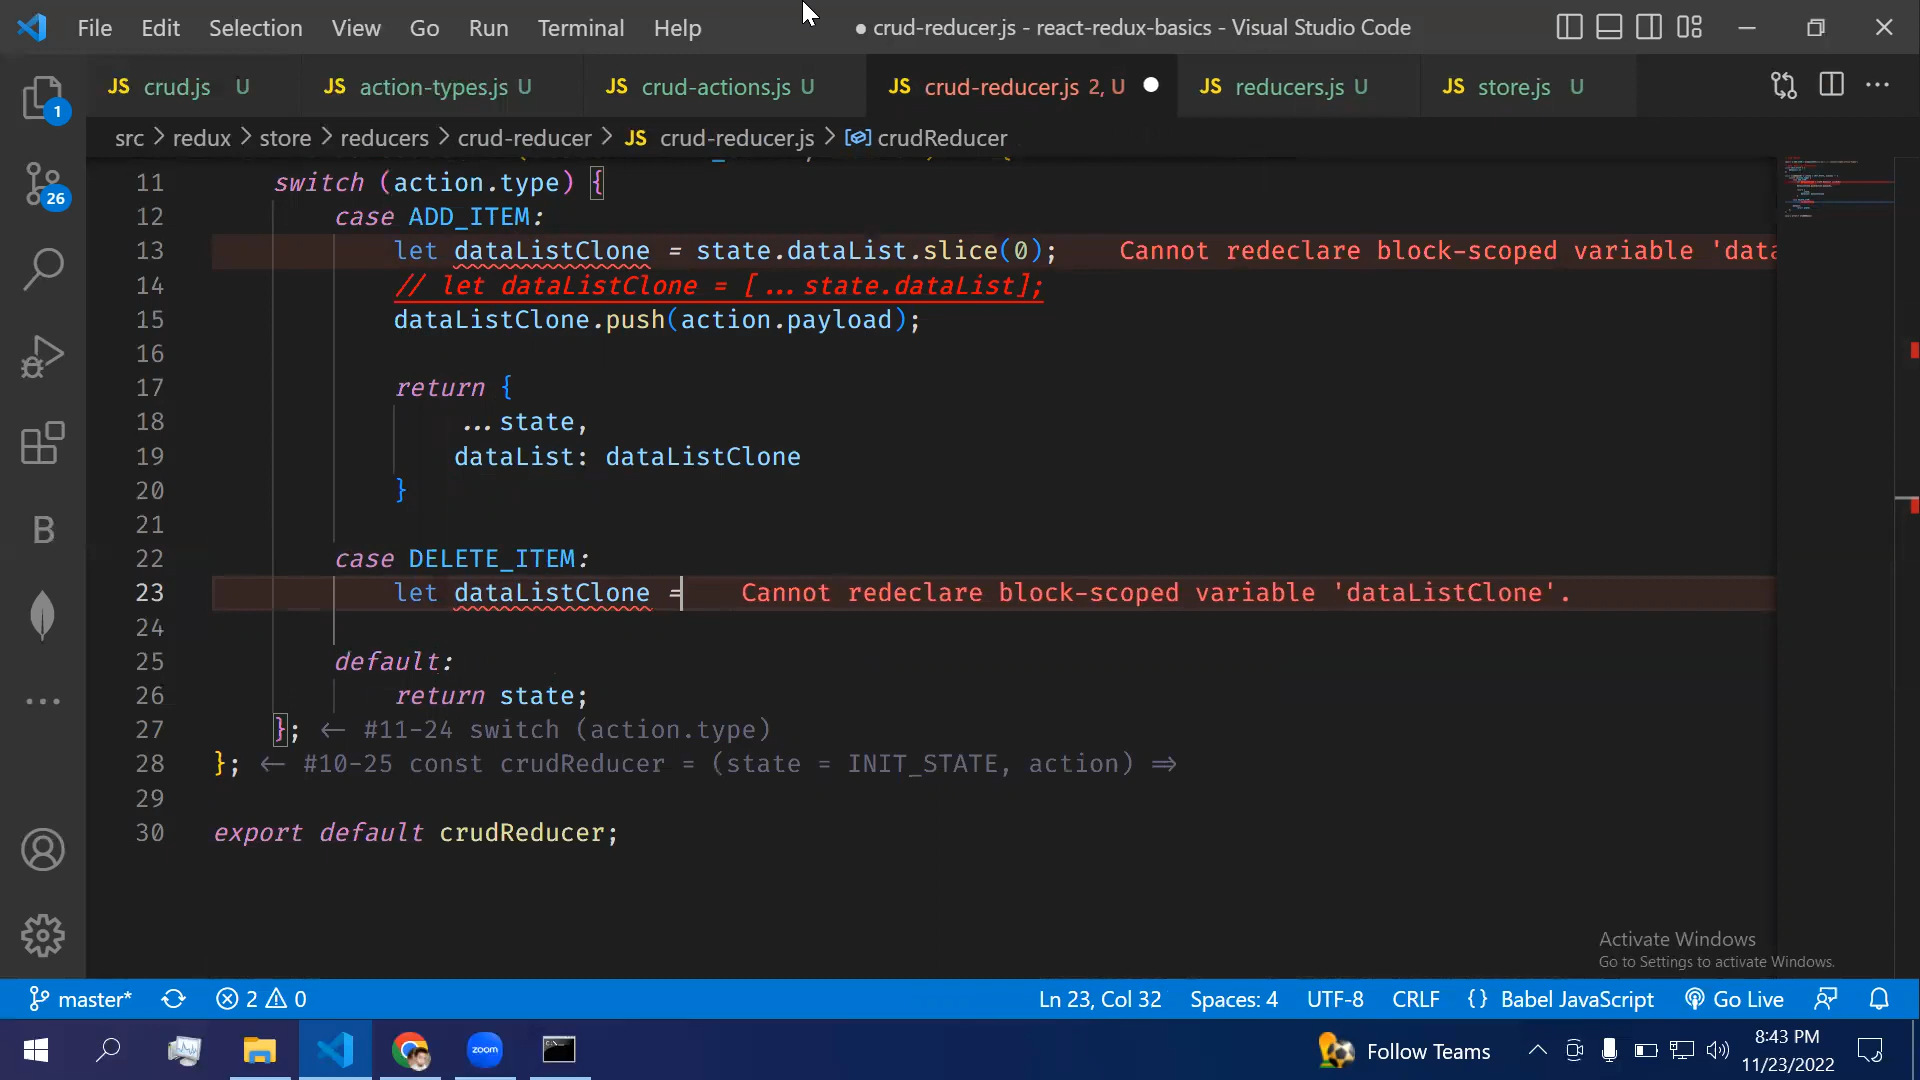 File Edit Selection View Go Run Terminal Help
● crud-reducer.js - react-redux-basics - Visual Studio Code
JS crud.js U
JS action-types.js U
JS crud-actions.js U
JS crud-reducer.js 2, U
JS reducers.js U
JS store.js U
src > redux > store > reducers > crud-reducer > JS crud-reducer.js > crudReducer
11 switch (action.type) {
12 case ADD_ITEM:
13 let dataListClone = state.dataList.slice(0); Cannot redeclare block-scoped variable 'data
14 // let dataListClone = [...state.dataList];
15 dataListClone.push(action.payload);
16
17 return {
18 ...state,
19 dataList: dataListClone
20 }
21
22 case DELETE_ITEM:
23 let dataListClone = Cannot redeclare block-scoped variable 'dataListClone'.
24
25 default:
26 return state;
27 }; ← #11-24 switch (action.type)
28 }; ← #10-25 const crudReducer = (state = INIT_STATE, action) ⇒
29
30 export default crudReducer;
1
26
B
Activate Windows
Go to Settings to activate Windows.
master* 2 0 Ln 23, Col 32 Spaces: 4 UTF-8 CRLF {} Babel JavaScript Go Live
zoom
Follow Teams
8:43 PM
11/23/2022